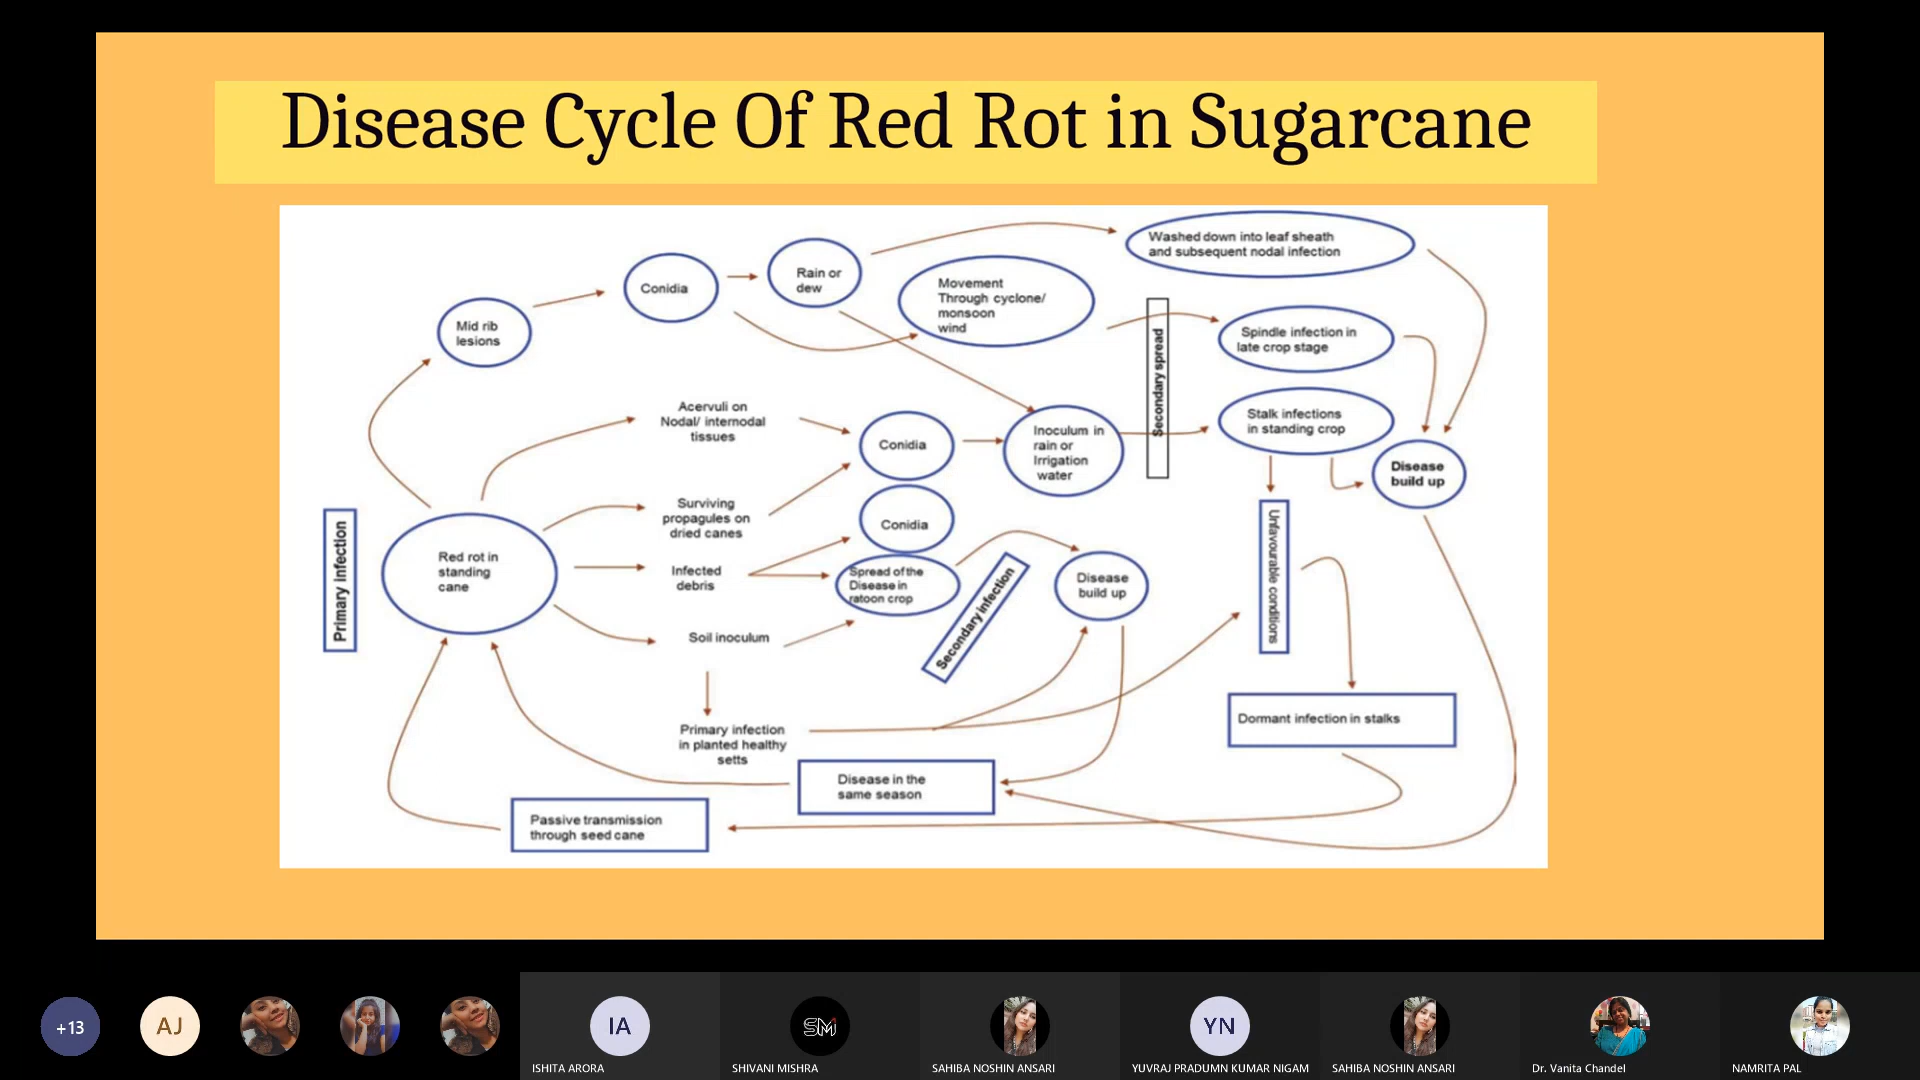 Disease Cycle Of Red Rot in Sugarcane
Washed down into leaf sheath
and subsequent nodal infection
Rain or
dew
Conidia
Movement
Through cyclone/
monsoon
wind
Mid rib
lesions
Secondary spread
Spindle infection in
late crop stage
Acervuli on
Nodal/ internodal
tissues
Conidia
Inoculum in
rain or
Irrigation
water
Stalk infections
in standing crop
Disease
build up
Surviving
propagules on
dried canes
Conidia
Primary infection
Red rot in
standing
cane
Infected
debris
Spread of the
Disease in
ratoon crop
Secondary infection
Disease
build up
Unfavourable conditions
Soil inoculum
Primary infection
in planted healthy
setts
Dormant infection in stalks
Disease in the
same season
Passive transmission
through seed cane
+13
AJ
IA
SM
YN
ISHITA ARORA
SHIVANI MISHRA
SAHIBA NOSHIN ANSARI
YUVRAJ PRADUMN KUMAR NIGAM
SAHIBA NOSHIN ANSARI
Dr. Vanita Chandel
NAMRITA PAL